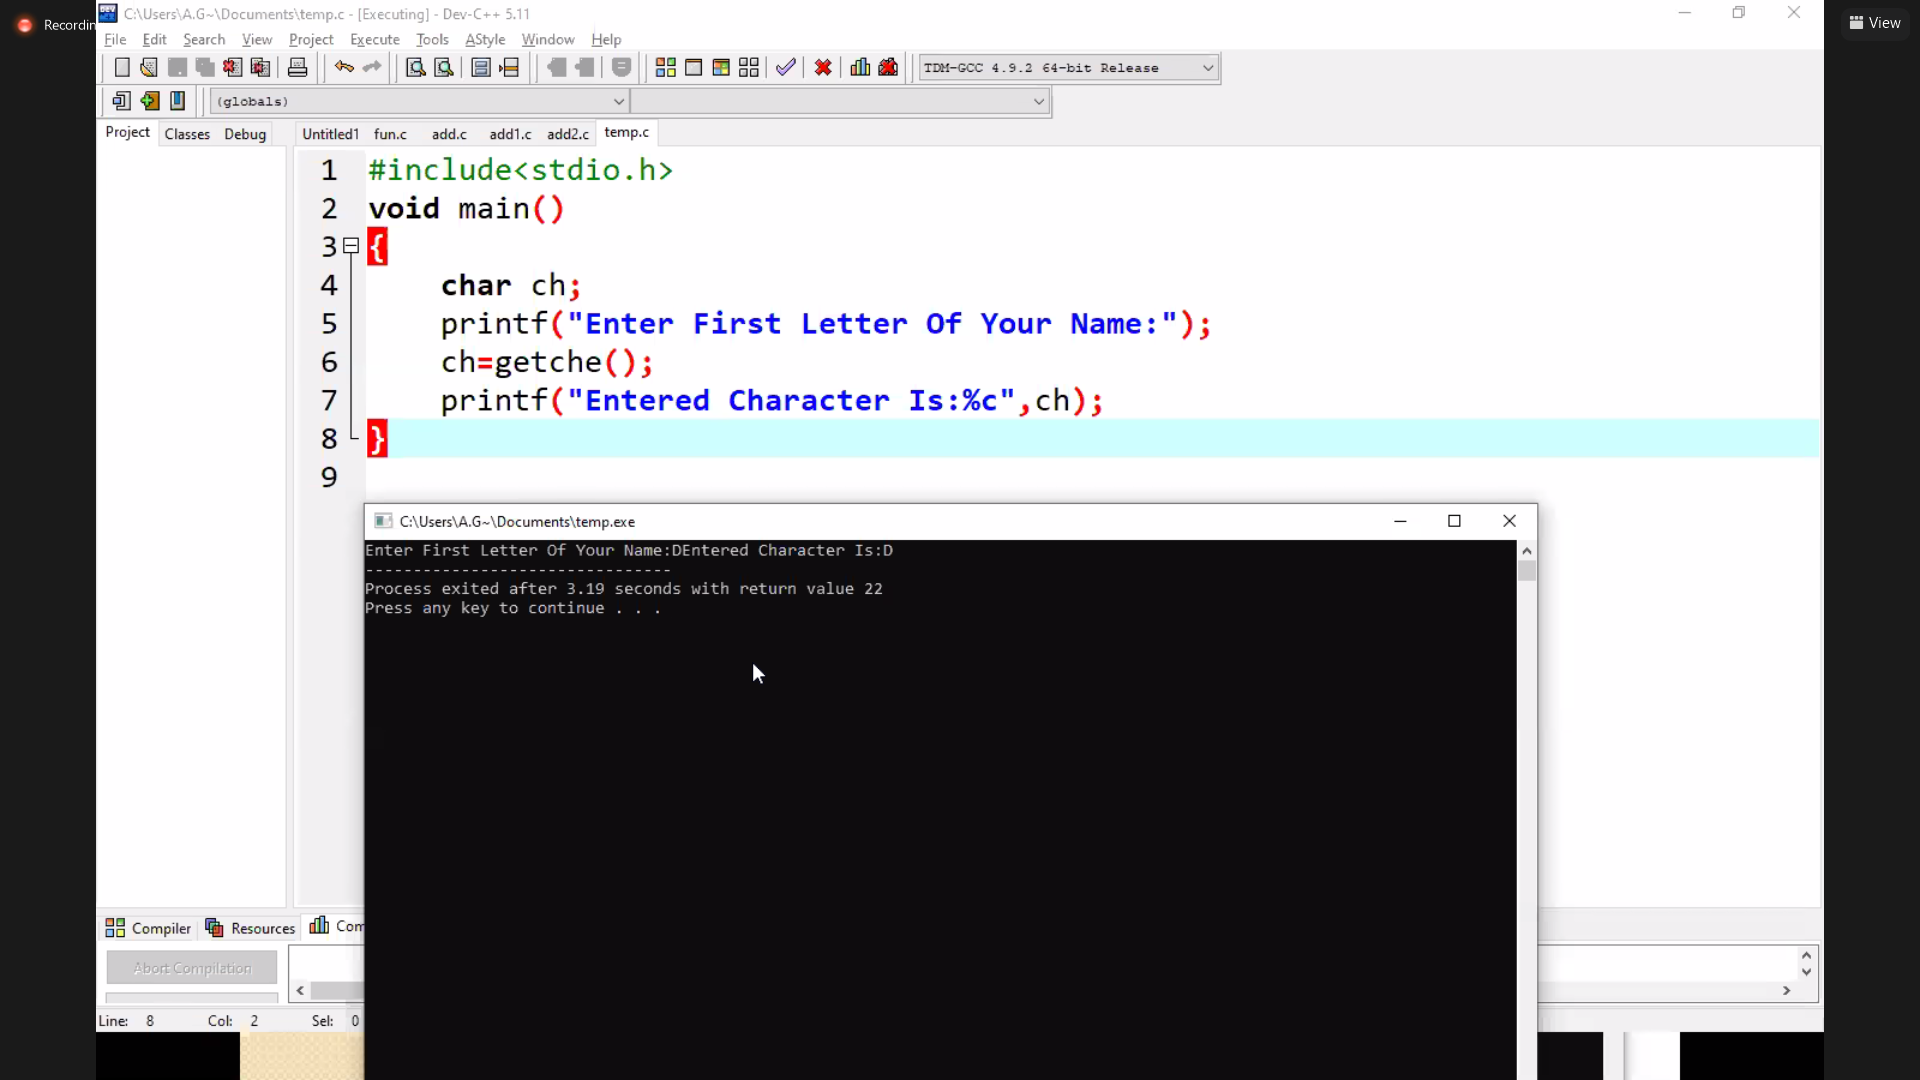 Recordin
View
C:\Users\A.G~\Documents\temp.c - [Executing] - Dev-C++ 5.11
File Edit Search View Project Execute Tools AStyle Window Help
TDM-GCC 4.9.2 64-bit Release
(globals)
Project Classes Debug
Untitled1 fun.c add.c add1.c add2.c temp.c
1 #include<stdio.h>
2 void main()
3 {
4 char ch;
5 printf("Enter First Letter Of Your Name:");
6 ch=getche();
7 printf("Entered Character Is:%c",ch);
8 }
9
C:\Users\A.G~\Documents\temp.exe
Enter First Letter Of Your Name:DEntered Character Is:D
--------------------------------
Process exited after 3.19 seconds with return value 22
Press any key to continue . . .
Compiler Resources Com
Abort Compilation
Line: 8 Col: 2 Sel: 0